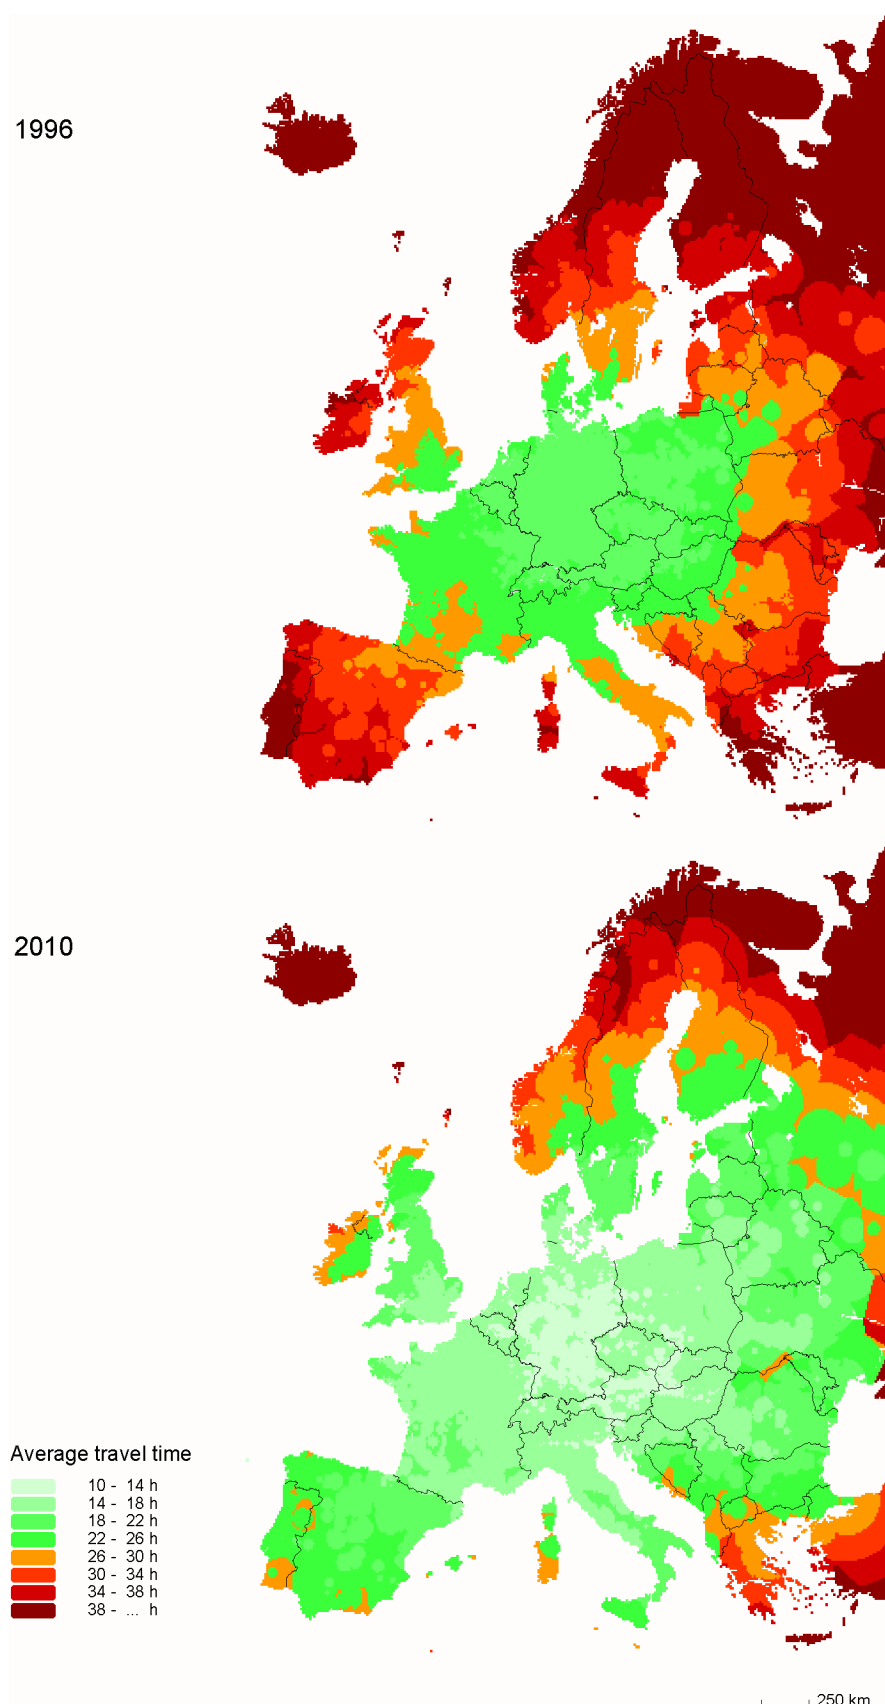 1996
2010
Average travel time
10 - 14 h
14 - 18 h
18 - 22 h
22 - 26 h
26 - 30 h
30 - 34 h
34 - 38 h
38 - ... h
250 km